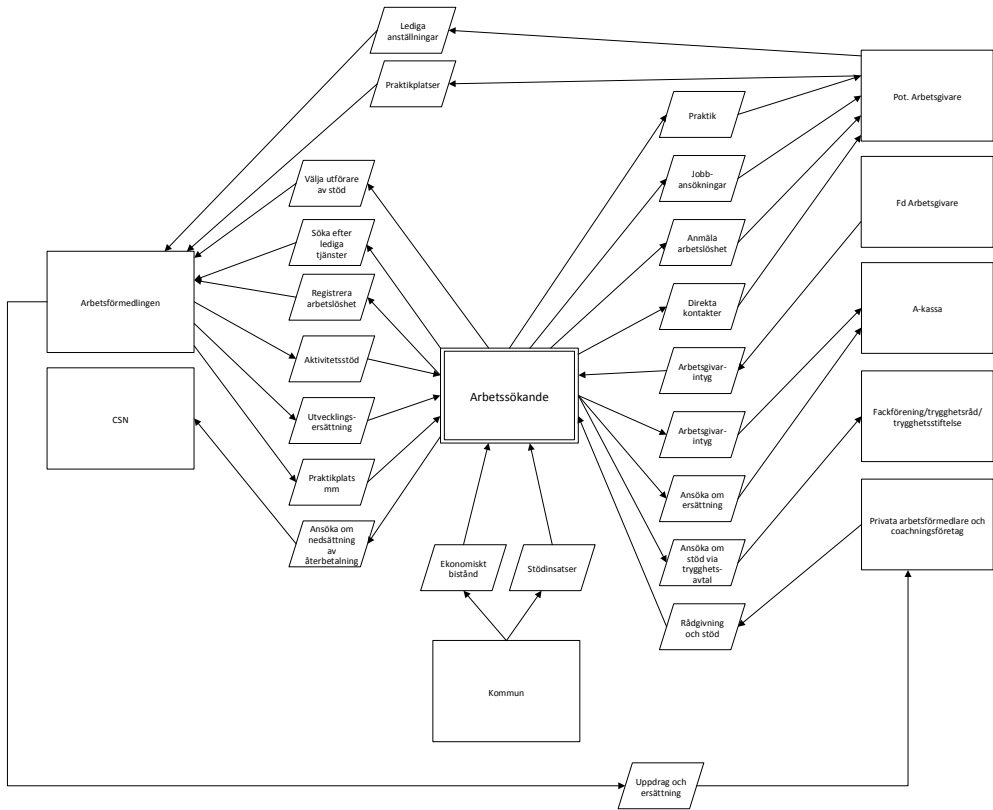 Lediga
anställningar
Praktikplatser
Pot. Arbetsgivare
Praktik
Jobb-
ansökningar
Välja utförare
av stöd
Fd Arbetsgivare
Söka efter
lediga
tjänster
Anmäla
arbetslöshet
Arbetsförmedlingen
Registrera
arbetslöshet
Direkta
kontakter
A-kassa
Aktivitetsstöd
Arbetsgivar-
intyg
Arbetssökande
CSN
Utvecklings-
ersättning
Arbetsgivar-
intyg
Fackförening/trygghetsråd/
trygghetsstiftelse
Praktikplats
mm
Ansöka om
ersättning
Privata arbetsförmedlare och
coachningsföretag
Ansöka om
nedsättning
av
återbetalning
Ekonomiskt
bistånd
Stödinsatser
Ansöka om
stöd via
trygghets-
avtal
Rådgivning
och stöd
Kommun
Uppdrag och
ersättning